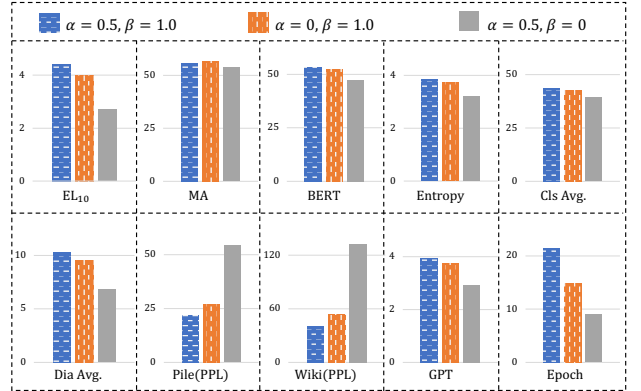 α = 0.5, β = 1.0 α = 0, β = 1.0 α = 0.5, β = 0
4 2 0 EL₁₀
50 25 0 MA
50 25 0 BERT
4 2 0 Entropy
50 25 0 Cls Avg.
10 5 0 Dia Avg.
50 25 0 Pile(PPL)
120 60 0 Wiki(PPL)
4 2 0 GPT
20 10 0 Epoch